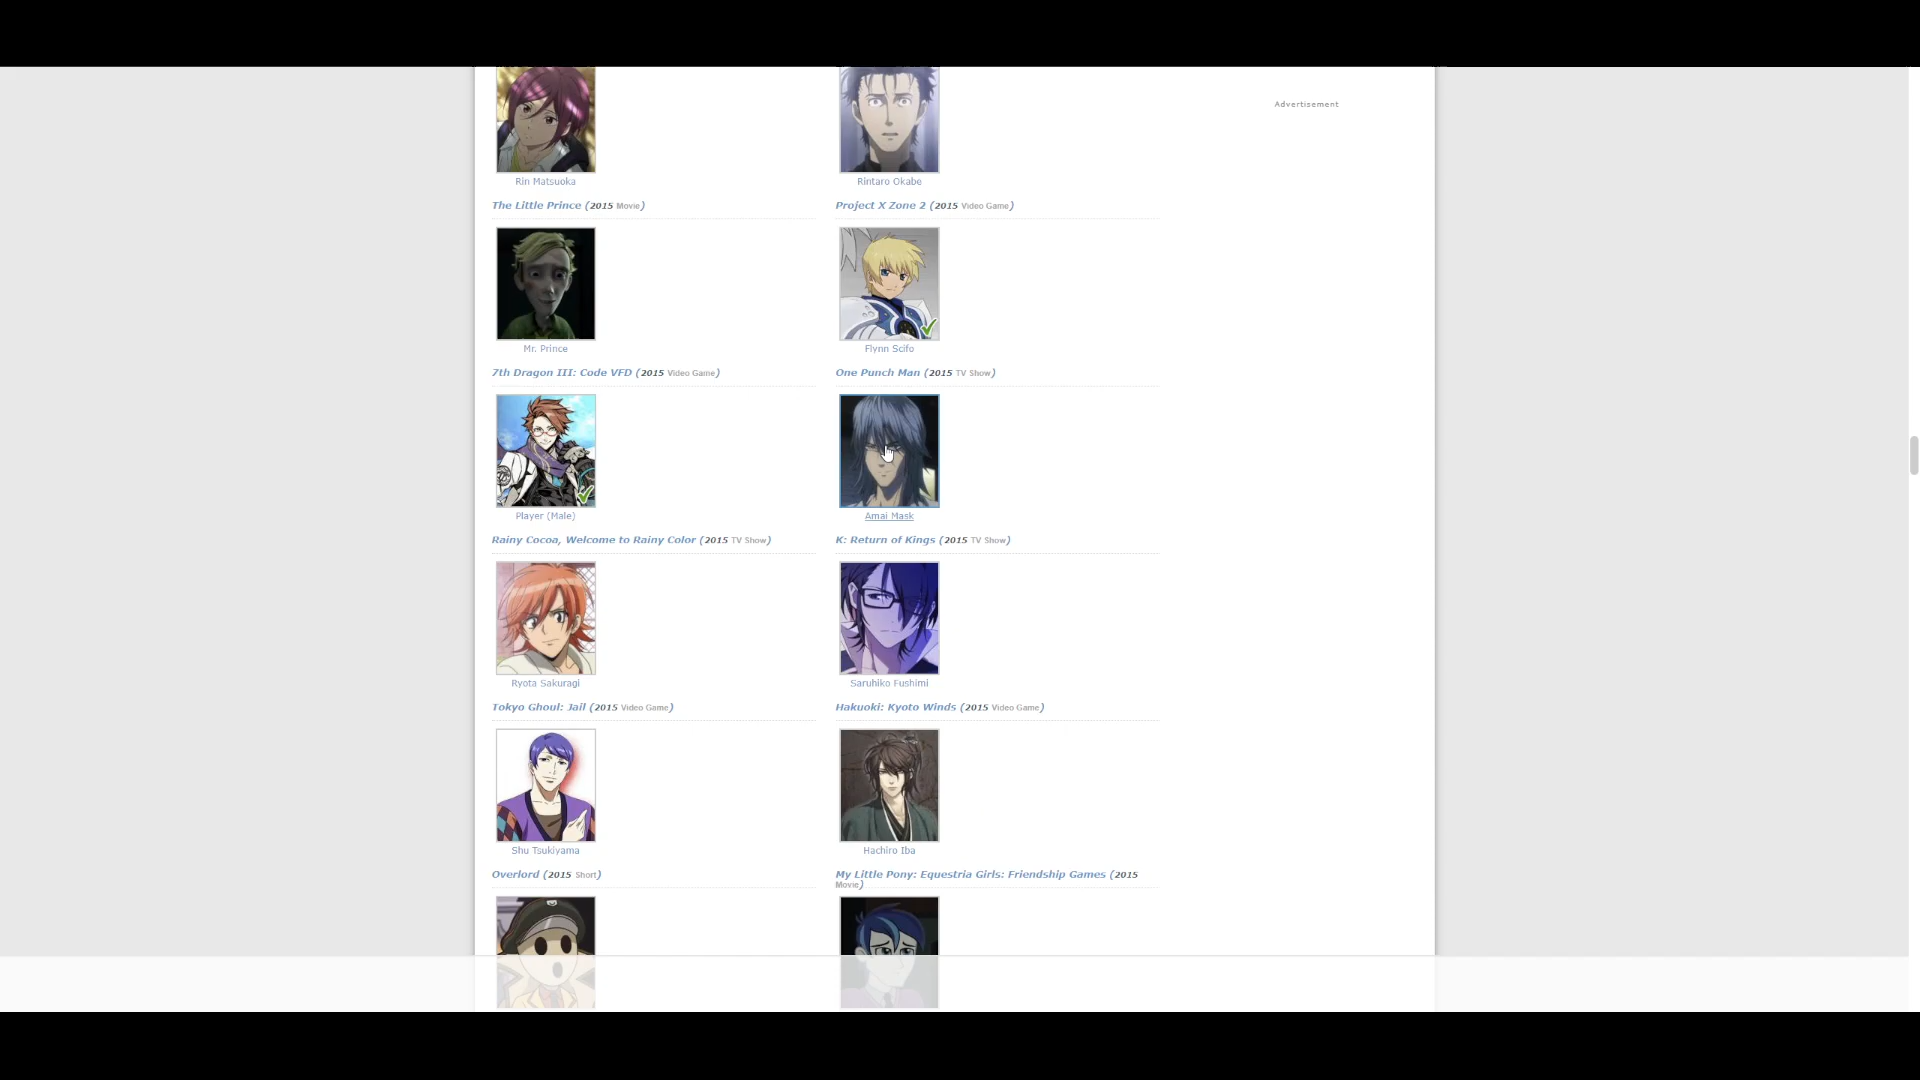 Advertisement
Rin Matsuoka
Rintaro Okabe
The Little Prince (2015 Movie)
Project X Zone 2 (2015 Video Game)
Mr. Prince
Flynn Scifo
7th Dragon III: Code VFD (2015 Video Game)
One Punch Man (2015 TV Show)
Player (Male)
Amai Mask
Rainy Cocoa, Welcome to Rainy Color (2015 TV Show)
K: Return of Kings (2015 TV Show)
Ryota Sakuragi
Saruhiko Fushimi
Tokyo Ghoul: Jail (2015 Video Game)
Hakuoki: Kyoto Winds (2015 Video Game)
Shu Tsukiyama
Hachiro Iba
Overlord (2015 Short)
My Little Pony: Equestria Girls: Friendship Games (2015
Movie)